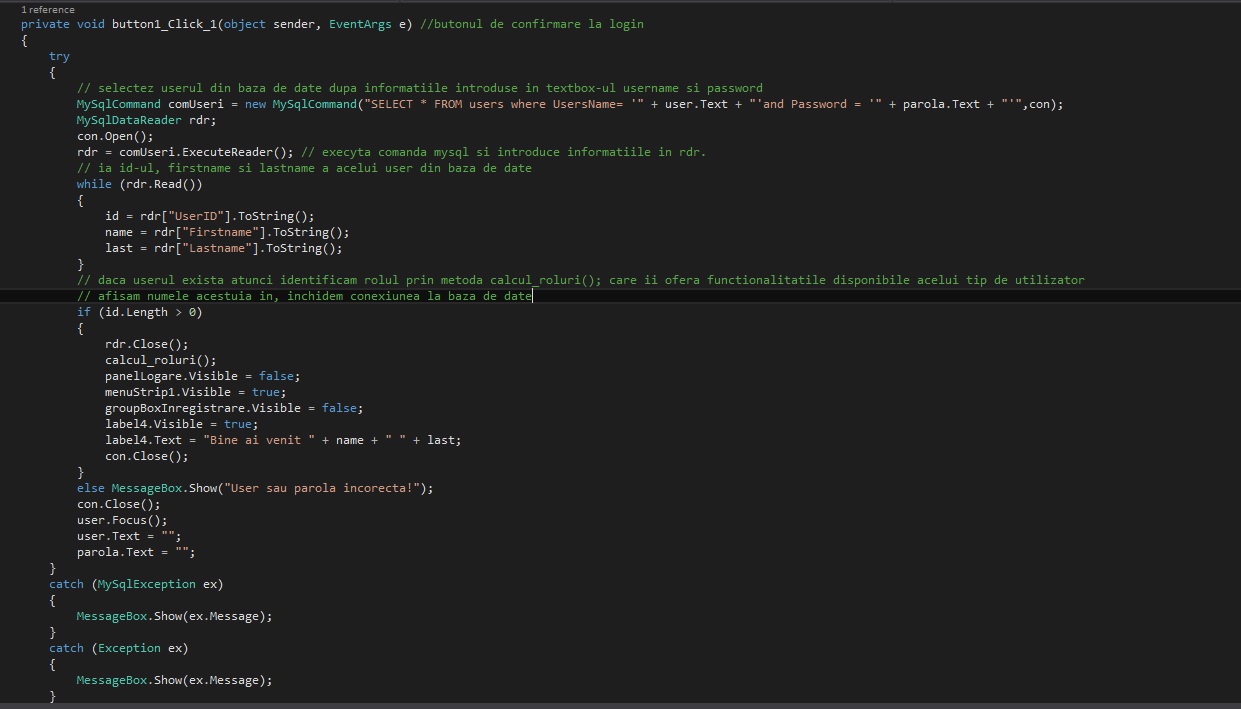 1 reference
private void button1_Click_1(object sender, EventArgs e) //butonul de confirmare la login
{
    try
    {
        // selectez userul din baza de date dupa informatiile introduse in textbox-ul username si password
        MySqlCommand comUseri = new MySqlCommand("SELECT * FROM users where UsersName= '" + user.Text + "'and Password = '" + parola.Text + "'",con);
        MySqlDataReader rdr;
        con.Open();
        rdr = comUseri.ExecuteReader(); // execyta comanda mysql si introduce informatiile in rdr.
        // ia id-ul, firstname si lastname a acelui user din baza de date
        while (rdr.Read())
        {
            id = rdr["UserID"].ToString();
            name = rdr["Firstname"].ToString();
            last = rdr["Lastname"].ToString();
        }
        // daca userul exista atunci identificam rolul prin metoda calcul_roluri(); care ii ofera functionalitatile disponibile acelui tip de utilizator
        // afisam numele acestuia in, inchidem conexiunea la baza de date
        if (id.Length > 0)
        {
            rdr.Close();
            calcul_roluri();
            panelLogare.Visible = false;
            menuStrip1.Visible = true;
            groupBoxInregistrare.Visible = false;
            label4.Visible = true;
            label4.Text = "Bine ai venit " + name + " " + last;
            con.Close();
        }
        else MessageBox.Show("User sau parola incorecta!");
        con.Close();
        user.Focus();
        user.Text = "";
        parola.Text = "";
    }
    catch (MySqlException ex)
    {
        MessageBox.Show(ex.Message);
    }
    catch (Exception ex)
    {
        MessageBox.Show(ex.Message);
    }